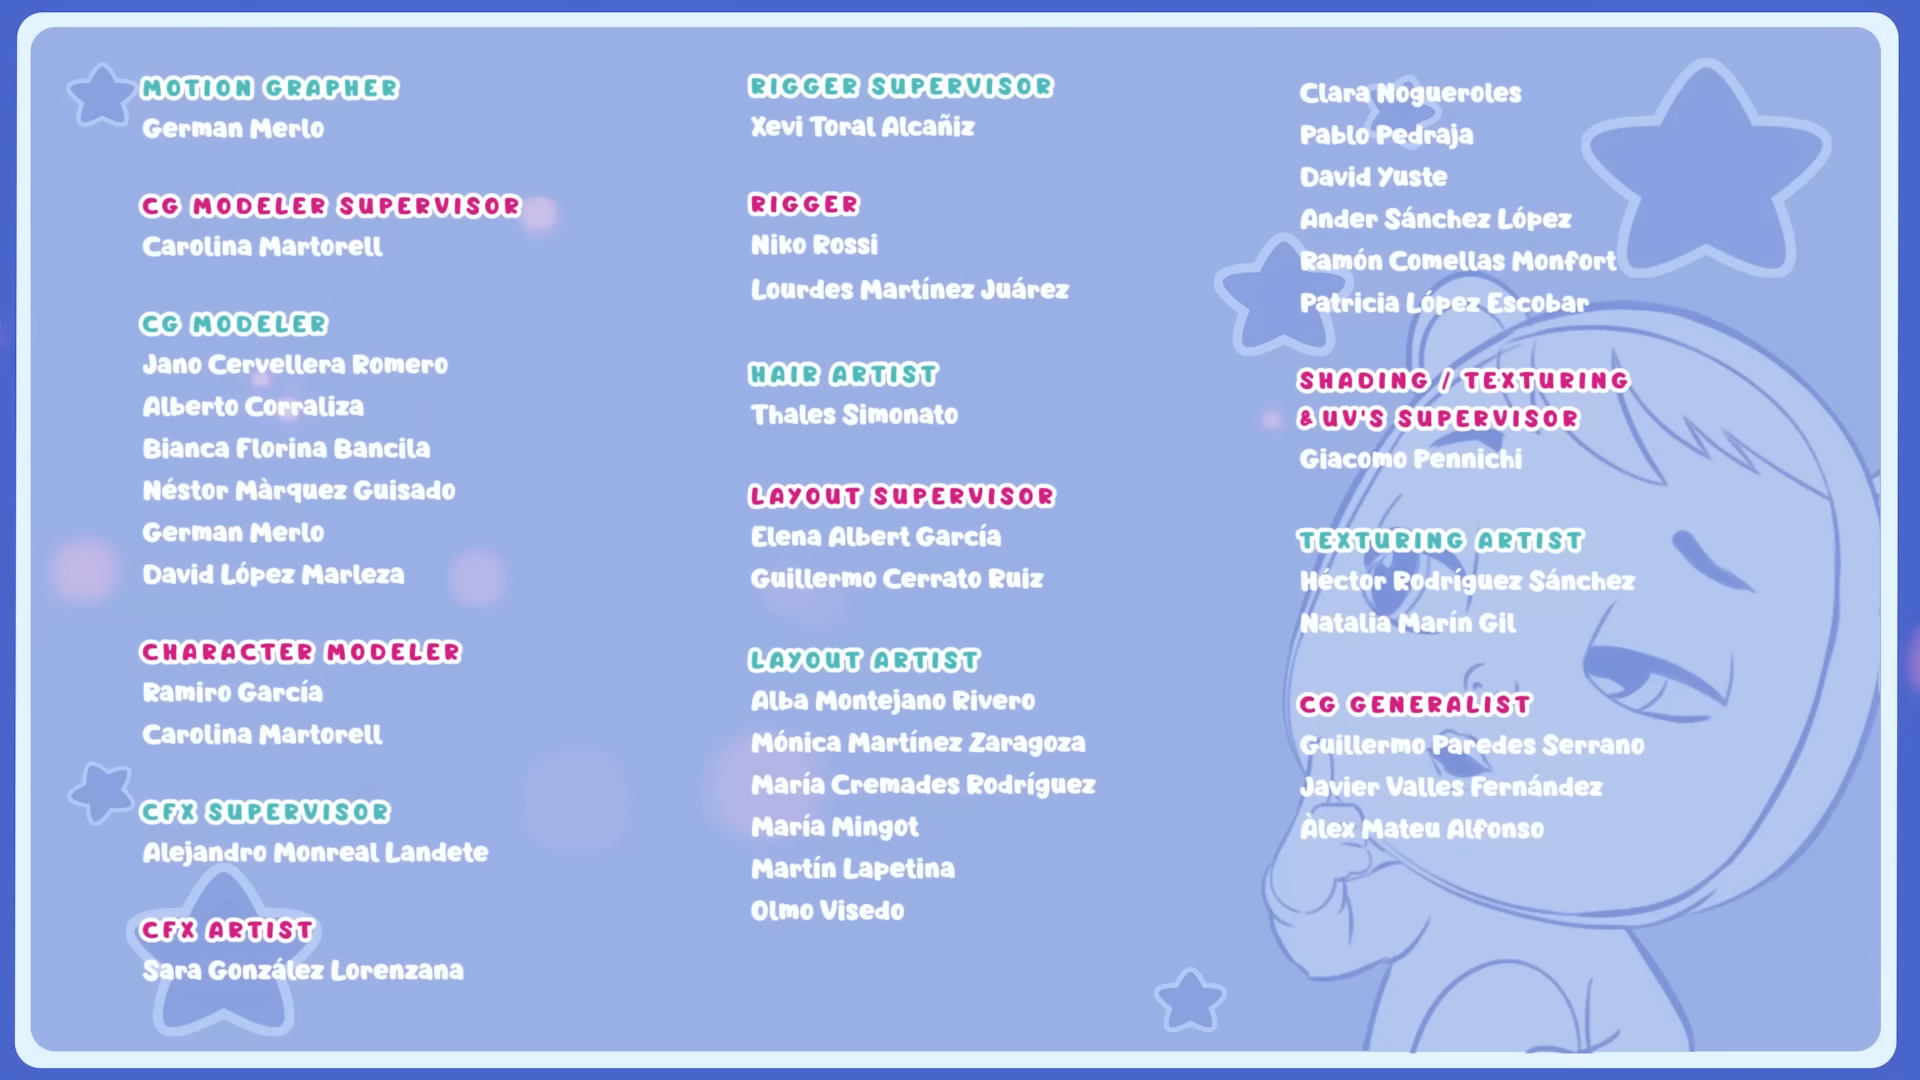 MOTION GRAPHER
German Merlo
CG MODELER SUPERVISOR
Carolina Martorell
CG MODELER
Jano Cervellera Romero
Alberto Corraliza
Bianca Florina Bancila
Néstor Màrquez Guisado
German Merlo
David López Marleza
CHARACTER MODELER
Ramiro García
Carolina Martorell
CFX SUPERVISOR
Alejandro Monreal Landete
CFX ARTIST
Sara González Lorenzana
RIGGER SUPERVISOR
Xevi Toral Alcañiz
RIGGER
Niko Rossi
Lourdes Martínez Juárez
HAIR ARTIST
Thales Simonato
LAYOUT SUPERVISOR
Elena Albert García
Guillermo Cerrato Ruiz
LAYOUT ARTIST
Alba Montejano Rivero
Mónica Martínez Zaragoza
María Cremades Rodríguez
María Mingot
Martín Lapetina
Olmo Visedo
Clara Nogueroles
Pablo Pedraja
David Yuste
Ander Sánchez López
Ramón Comellas Monfort
Patricia López Escobar
SHADING / TEXTURING
& UV'S SUPERVISOR
Giacomo Pennichi
TEXTURING ARTIST
Héctor Rodríguez Sánchez
Natalia Marín Gil
CG GENERALIST
Guillermo Paredes Serrano
Javier Valles Fernández
Àlex Mateu Alfonso